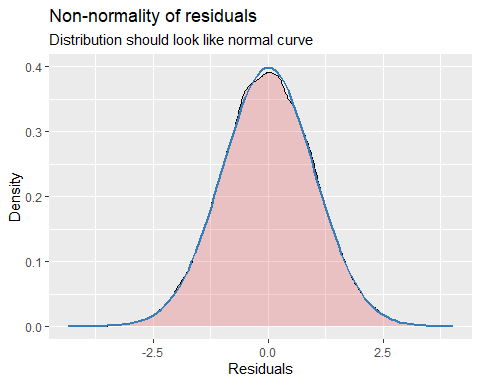 Non-normality of residuals
Distribution should look like normal curve
Density
0.4
0.3
0.2
0.1
0.0
-2.5 0.0 2.5
Residuals